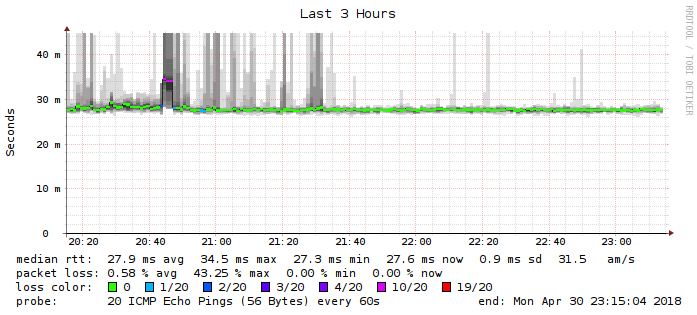 Last 3 Hours
RRDTOOL / TOBI OETIKER
Seconds
40 m
30 m
20 m
10 m
0
20:20 20:40 21:00 21:20 21:40 22:00 22:20 22:40 23:00
median rtt: 27.9 ms avg 34.5 ms max 27.3 ms min 27.6 ms now 0.9 ms sd 31.5 am/s
packet loss: 0.58 % avg 43.25 % max 0.00 % min 0.00 % now
loss color: 0 1/20 2/20 3/20 4/20 10/20 19/20
probe: 20 ICMP Echo Pings (56 Bytes) every 60s end: Mon Apr 30 23:15:04 2018